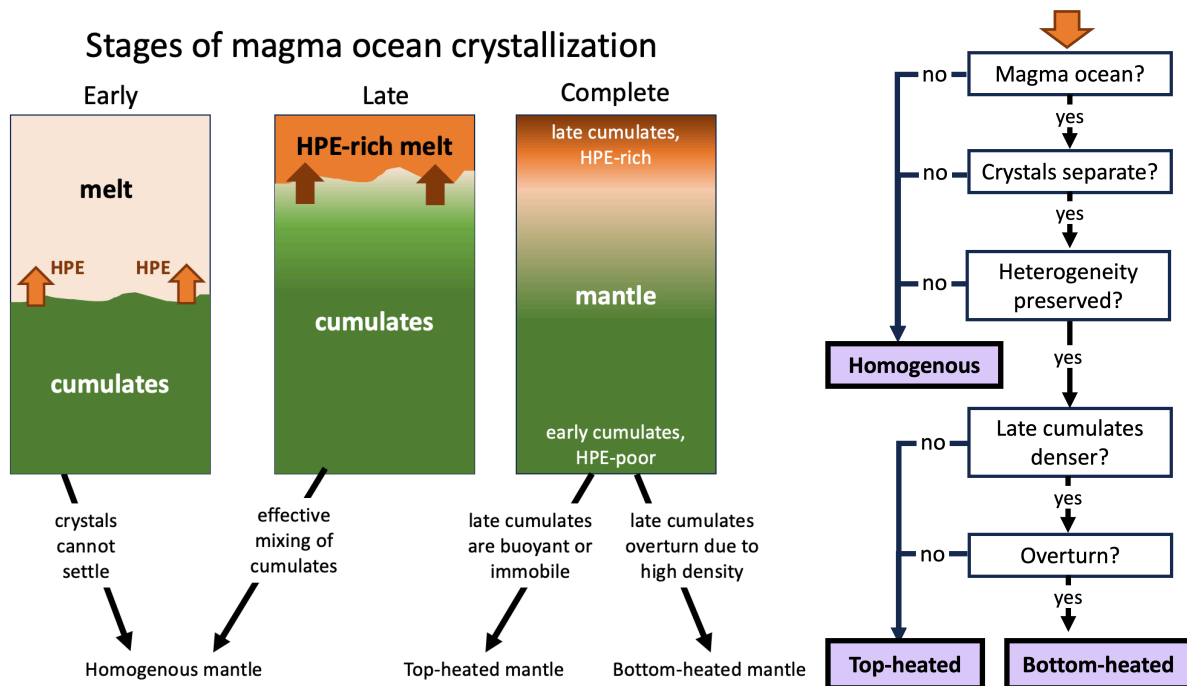 Stages of magma ocean crystallization
Early
Late
Complete
melt
HPE
HPE
cumulates
HPE-rich melt
cumulates
late cumulates,
HPE-rich
mantle
early cumulates,
HPE-poor
crystals
cannot
settle
effective
mixing of
cumulates
late cumulates
are buoyant or
immobile
late cumulates
overturn due to
high density
Homogenous mantle
Top-heated mantle
Bottom-heated mantle
Magma ocean?
no
yes
Crystals separate?
no
yes
Heterogeneity
preserved?
no
yes
Homogenous
Late cumulates
denser?
no
yes
Overturn?
no
yes
Top-heated
Bottom-heated